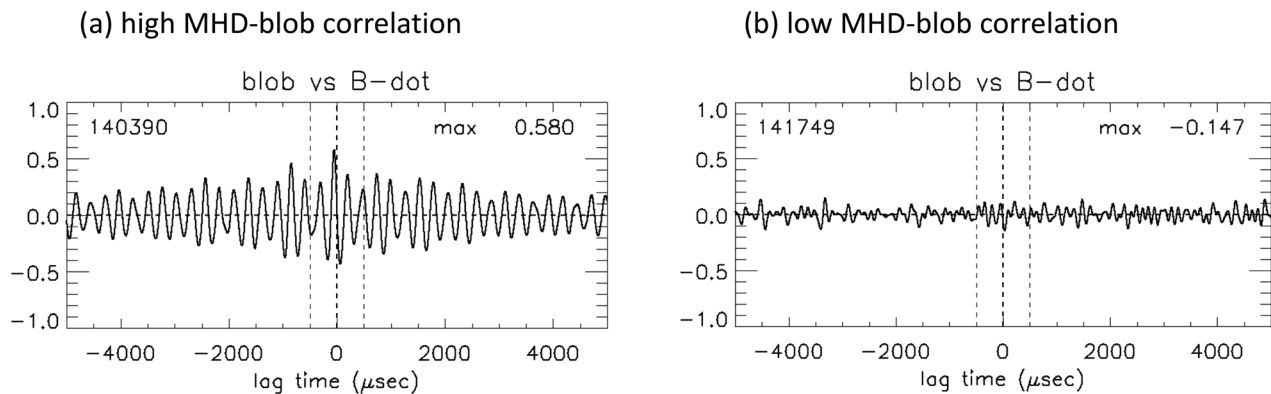 (a) high MHD-blob correlation
(b) low MHD-blob correlation
blob vs B-dot
1.0
140390 max 0.580
0.5
0.0
-0.5
-1.0
-4000 -2000 0 2000 4000
lag time (μsec)
blob vs B-dot
1.0
141749 max -0.147
0.5
0.0
-0.5
-1.0
-4000 -2000 0 2000 4000
lag time (μsec)